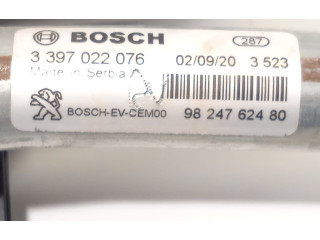 BOSCH 287
3 397 022 076 02/09/20 3 523
Made in Serbia
BOSCH-EV-CEM00 98 247 624 80